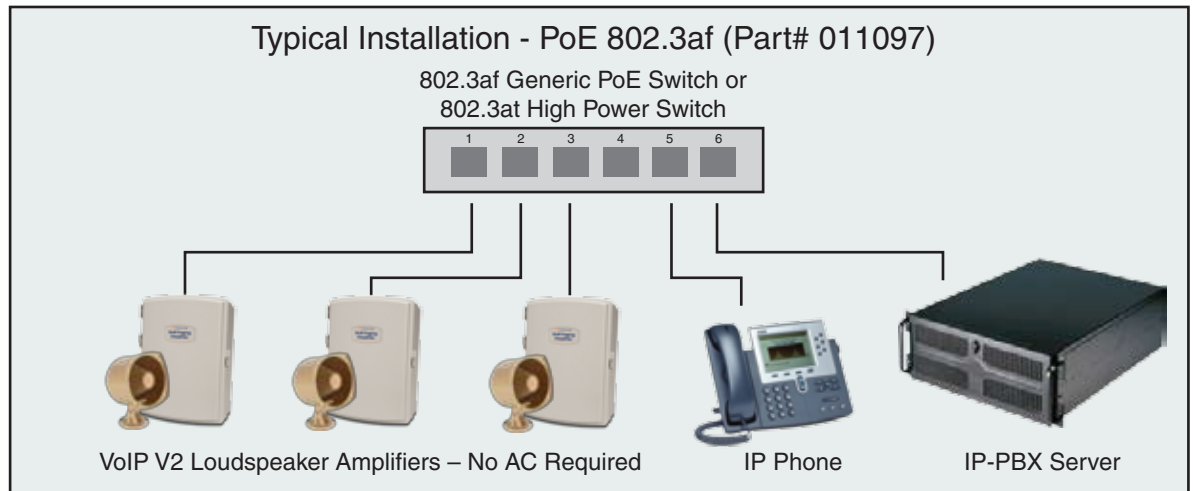 Typical Installation - PoE 802.3af (Part# 011097)
802.3af Generic PoE Switch or
802.3at High Power Switch
1 2 3 4 5 6
VoIP V2 Loudspeaker Amplifiers – No AC Required
IP Phone
IP-PBX Server